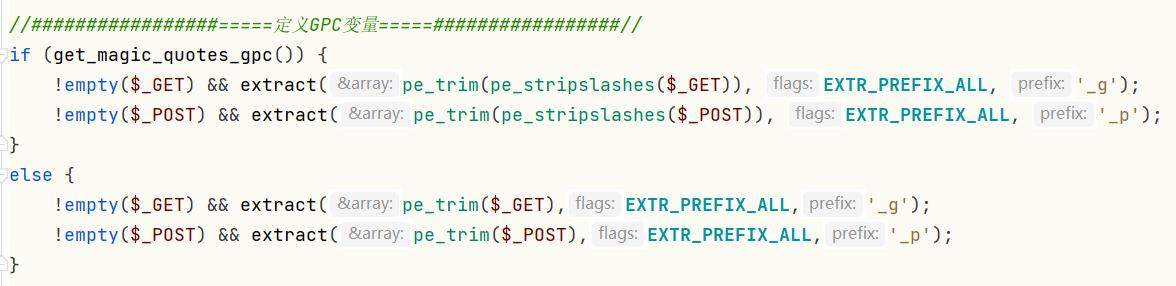 //#################=====定义GPC变量=====#################//
if (get_magic_quotes_gpc()) {
    !empty($_GET) && extract( &array: pe_trim(pe_stripslashes($_GET)), flags: EXTR_PREFIX_ALL, prefix: '_g');
    !empty($_POST) && extract( &array: pe_trim(pe_stripslashes($_POST)), flags: EXTR_PREFIX_ALL, prefix: '_p');
}
else {
    !empty($_GET) && extract( &array: pe_trim($_GET), flags: EXTR_PREFIX_ALL, prefix: '_g');
    !empty($_POST) && extract( &array: pe_trim($_POST), flags: EXTR_PREFIX_ALL, prefix: '_p');
}